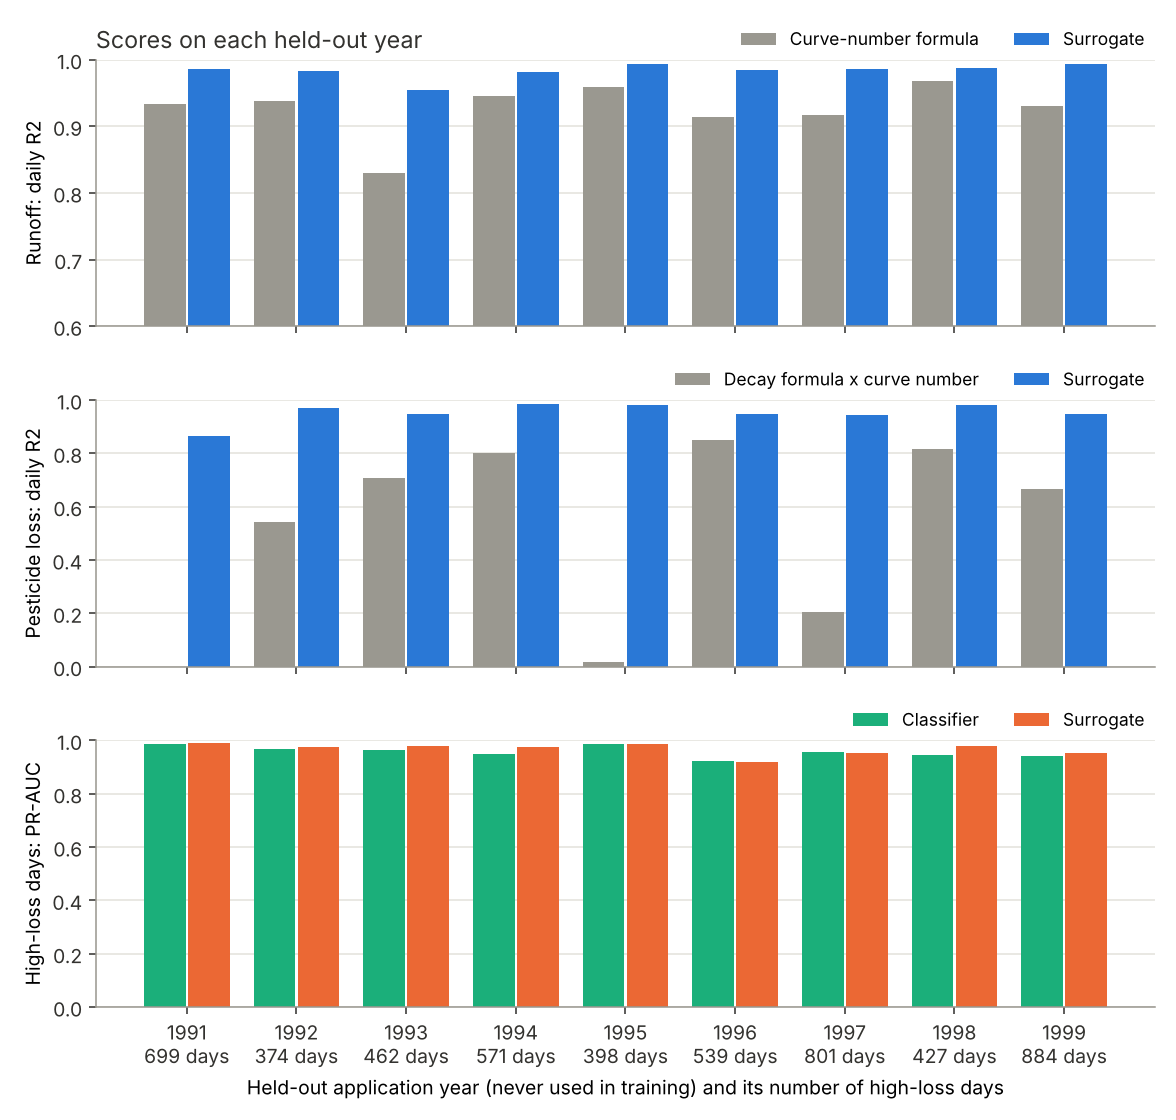 Scores on each held-out year
Curve-number formula
Surrogate
Runoff: daily R2
1.0
0.9
0.8
0.7
0.6
Decay formula x curve number
Surrogate
Pesticide loss: daily R2
1.0
0.8
0.6
0.4
0.2
0.0
Classifier
Surrogate
High-loss days: PR-AUC
1.0
0.8
0.6
0.4
0.2
0.0
1991 1992 1993 1994 1995 1996 1997 1998 1999
699 days 374 days 462 days 571 days 398 days 539 days 801 days 427 days 884 days
Held-out application year (never used in training) and its number of high-loss days